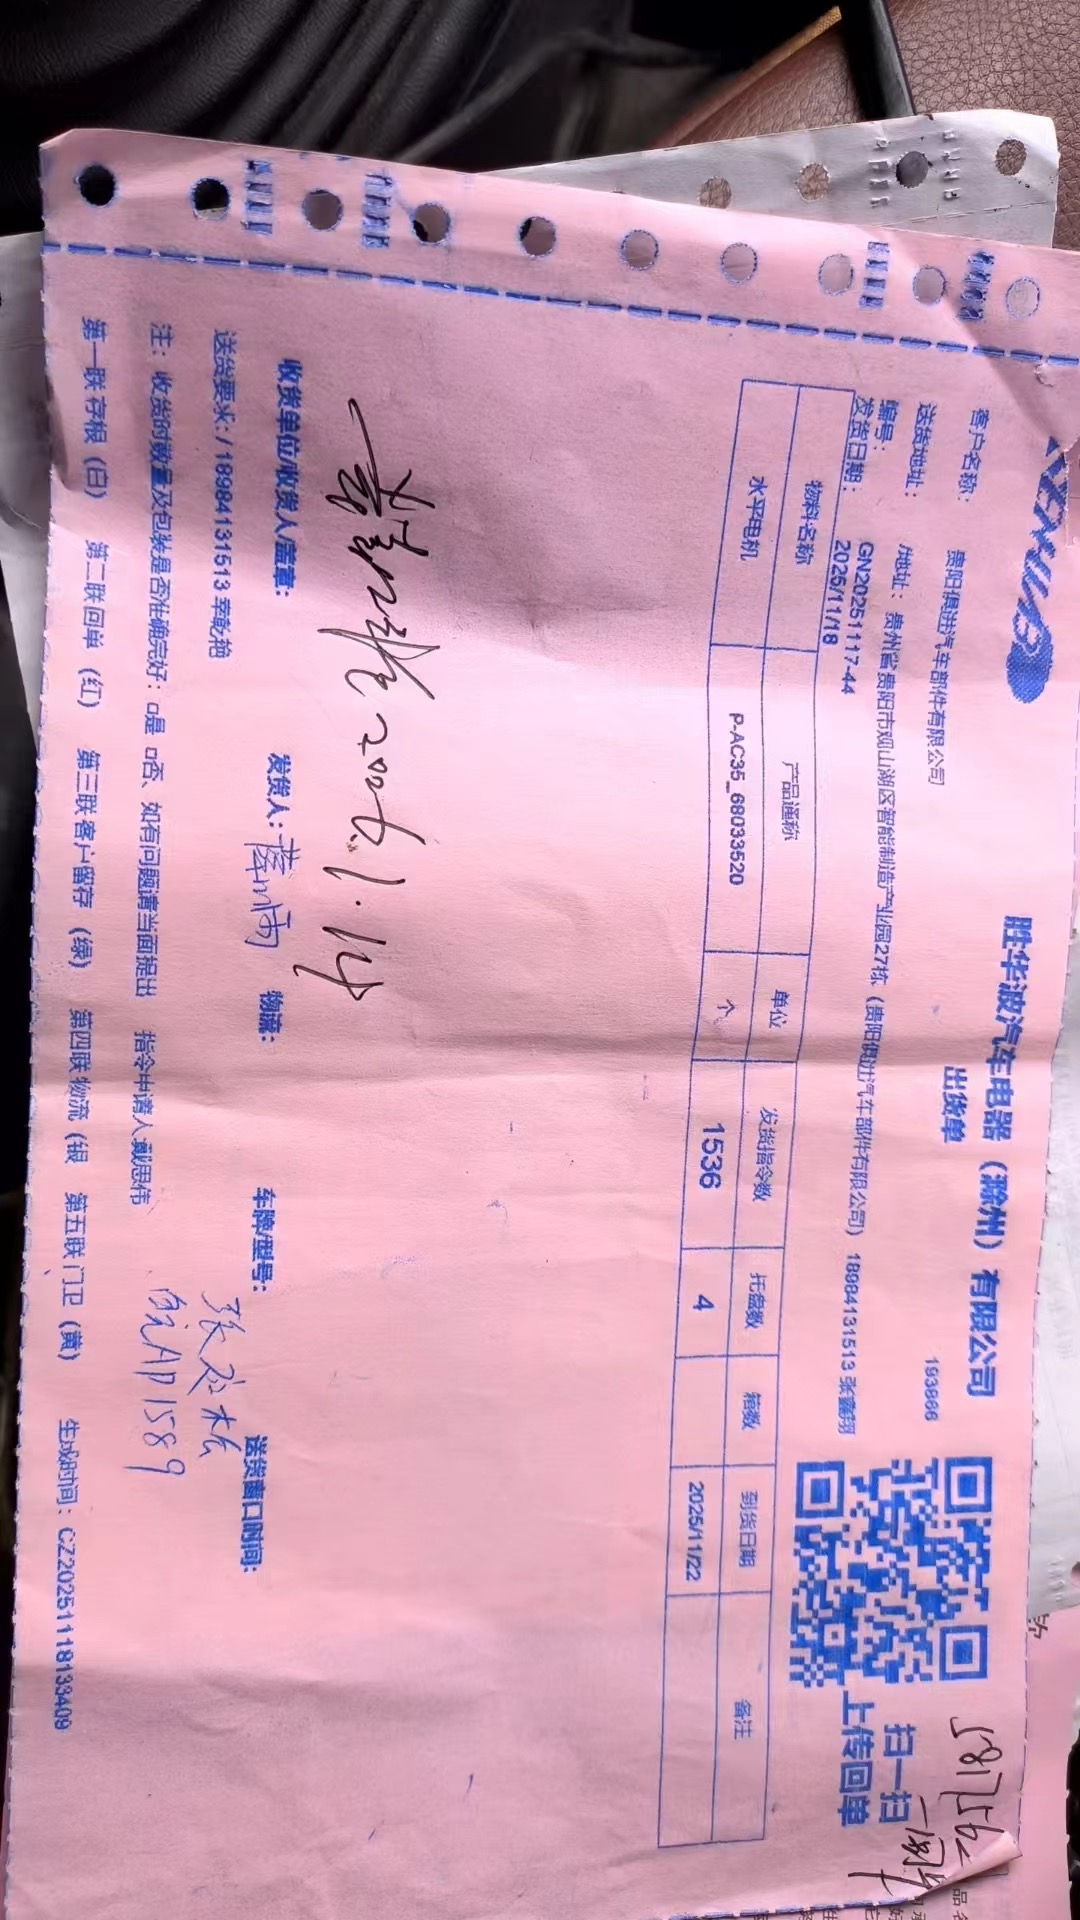 胜华波汽车电器（滁州）有限公司
出货单
193866
客户名称： 贵阳俱进汽车部件有限公司
送货地址： /地址：贵州省贵阳市观山湖区智能制造产业园27栋（贵阳俱进汽车部件有限公司）18984131513 张鑫翔
编号： GN20251117-44
发货日期： 2025/11/18
扫一扫
上传回单
物料名称 产品通称 单位 发货指令数 托盘数 箱数 到货日期 备注
水平电机 P-AC35_68033520 个 1536 4 2025/11/22
收货单位/收货人/盖章： 发货人： 物流： 车牌/型号： 送货窗口时间：
送货要求：/ 18984131513 幸乾艳
皖AP1589
注：收货时数量及包装是否准确完好：□是 □否、如有问题请当面提出 指令申请人:戴思伟
第一联 存根（白） 第二联 回单（红） 第三联 客户留存（绿） 第四联 物流（银 第五联 门卫（黄） 生成时间：CZ20251118133409